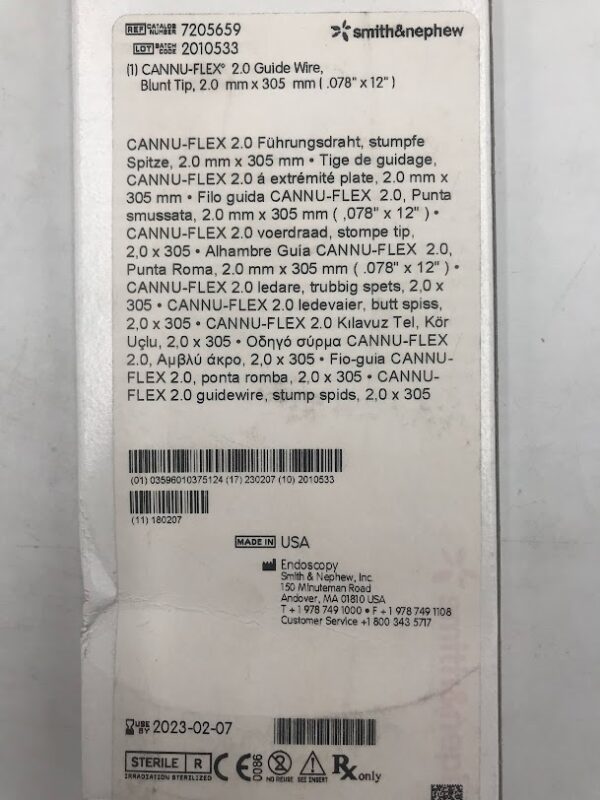 REF CATALOG NUMBER 7205659
smith&nephew
LOT BATCH CODE 2010533
(1) CANNU-FLEX® 2.0 Guide Wire,
Blunt Tip, 2.0 mm x 305 mm ( .078" x 12" )
CANNU-FLEX 2.0 Führungsdraht, stumpfe
Spitze, 2.0 mm x 305 mm • Tige de guidage,
CANNU-FLEX 2.0 á extrémité plate, 2.0 mm x
305 mm • Filo guida CANNU-FLEX 2.0, Punta
smussata, 2.0 mm x 305 mm ( .078" x 12" ) •
CANNU-FLEX 2.0 voerdraad, stompe tip,
2,0 x 305 • Alhambre Guía CANNU-FLEX 2.0,
Punta Roma, 2.0 mm x 305 mm ( .078" x 12" ) •
CANNU-FLEX 2.0 ledare, trubbig spets, 2,0 x
305 • CANNU-FLEX 2.0 ledevaier, butt spiss,
2,0 x 305 • CANNU-FLEX 2.0 Kılavuz Tel, Kör
Uçlu, 2,0 x 305 • Οδηγό σύρμα CANNU-FLEX
2.0, Αμβλύ άκρο, 2,0 x 305 • Fio-guia CANNU-
FLEX 2.0, ponta romba, 2,0 x 305 • CANNU-
FLEX 2.0 guidewire, stump spids, 2,0 x 305
(01) 03596010375124 (17) 230207 (10) 2010533
(11) 180207
MADE IN USA
Endoscopy
Smith & Nephew, Inc.
150 Minuteman Road
Andover, MA 01810 USA
T +1 978 749 1000 • F +1 978 749 1108
Customer Service +1 800 343 5717
smith&nephew
USE BY 2023-02-07
STERILE R
IRRADIATION STERILIZED
CE 0086
2
NO REUSE
SEE INSERT
Rx only